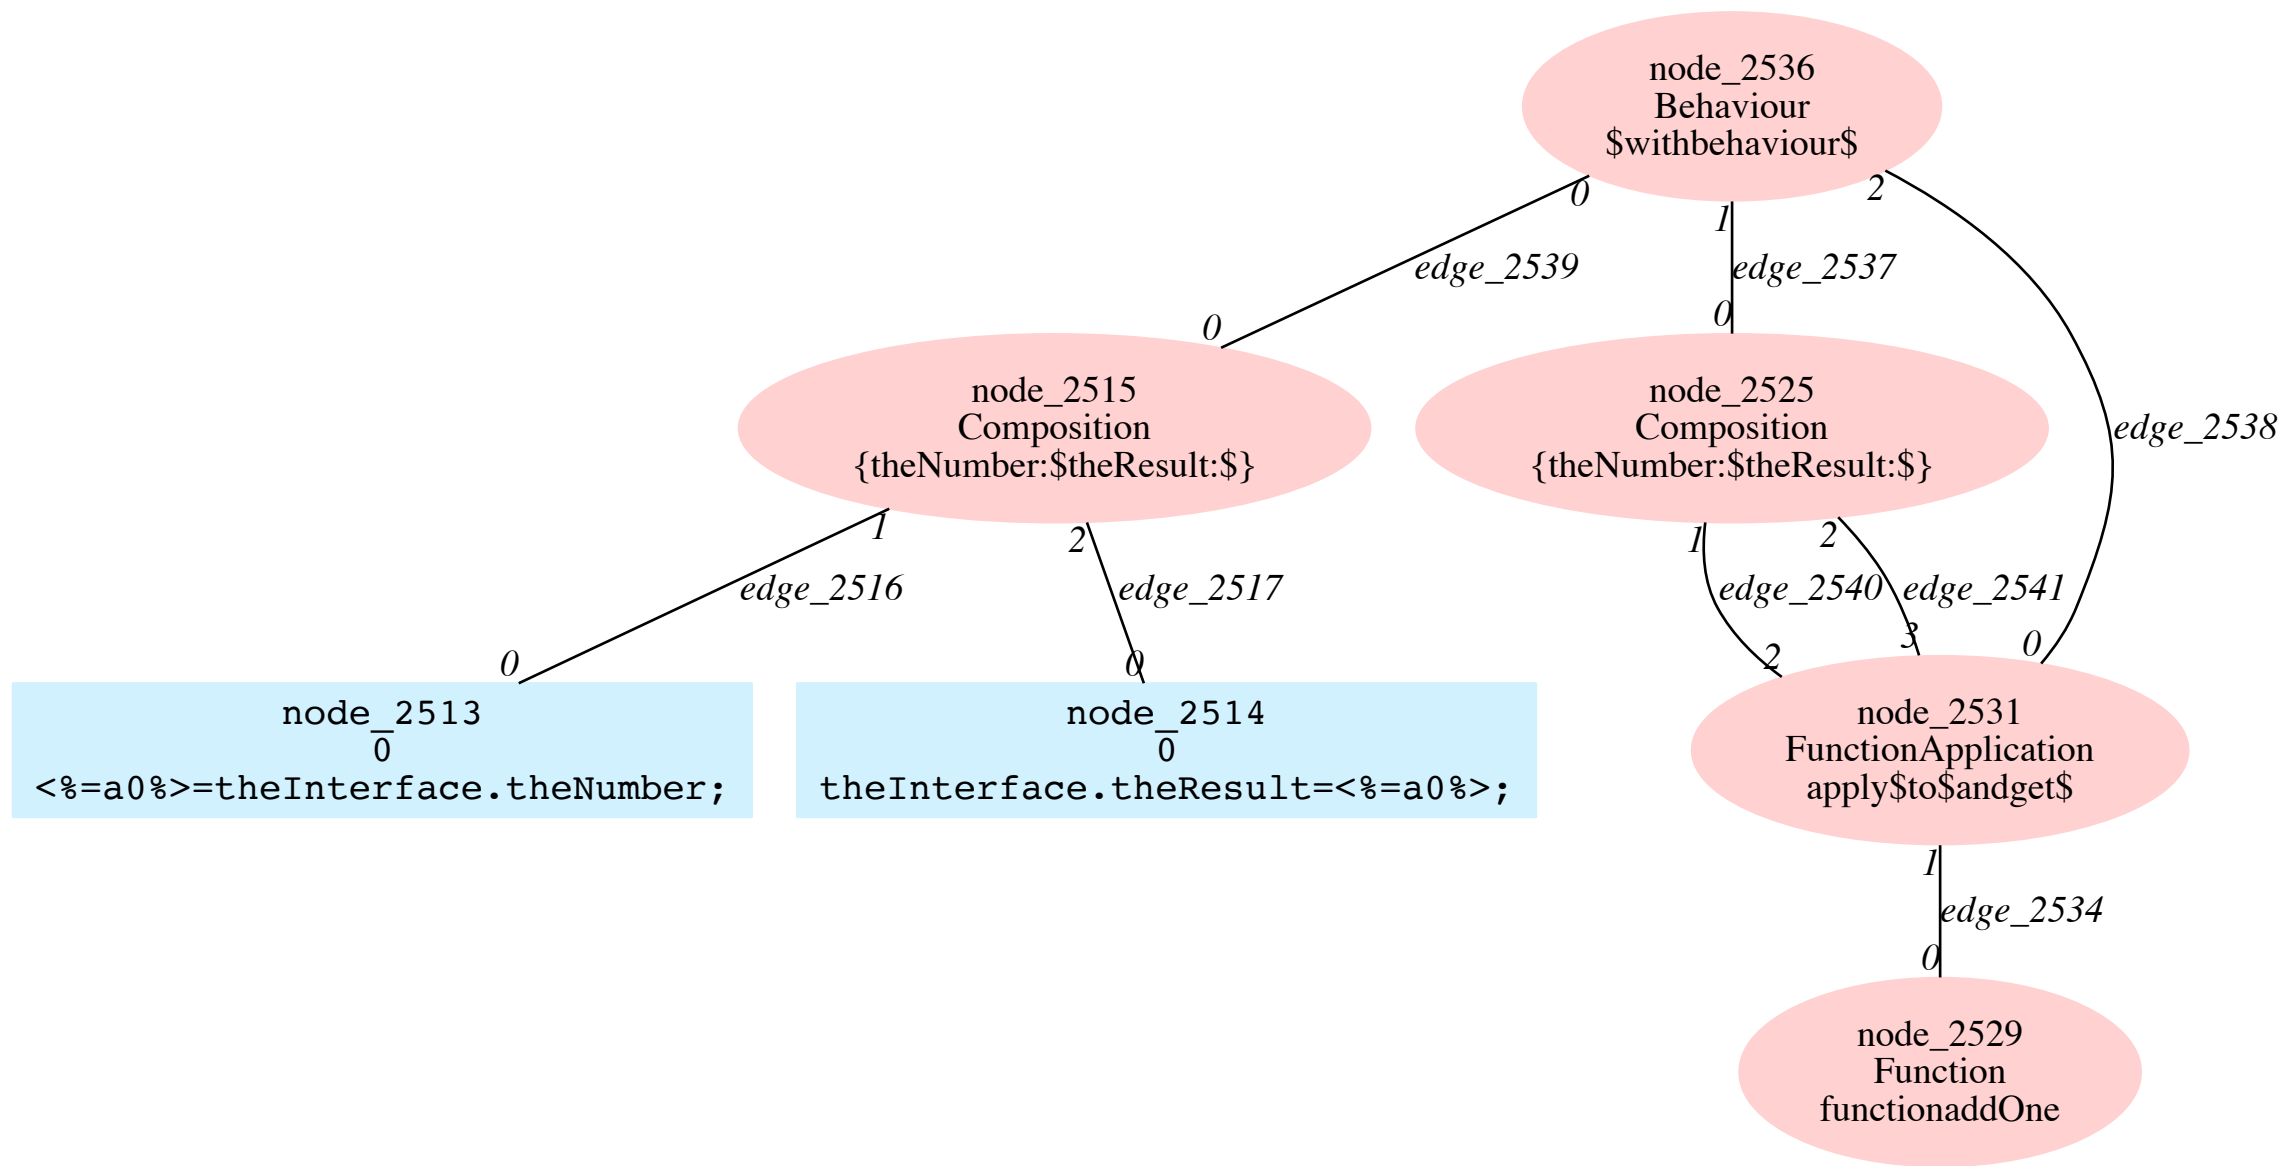 node_2536
Behaviour
$withbehaviour$
0
1
2
edge_2539
edge_2537
0
0
node_2515
Composition
{theNumber:$theResult:$}
node_2525
Composition
{theNumber:$theResult:$}
edge_2538
1
2
1
2
edge_2516
edge_2517
edge_2540
edge_2541
0
0
2
3
0
node_2513
0
<%=a0%>=theInterface.theNumber;
node_2514
0
theInterface.theResult=<%=a0%>;
node_2531
FunctionApplication
apply$to$andget$
1
edge_2534
0
node_2529
Function
functionaddOne